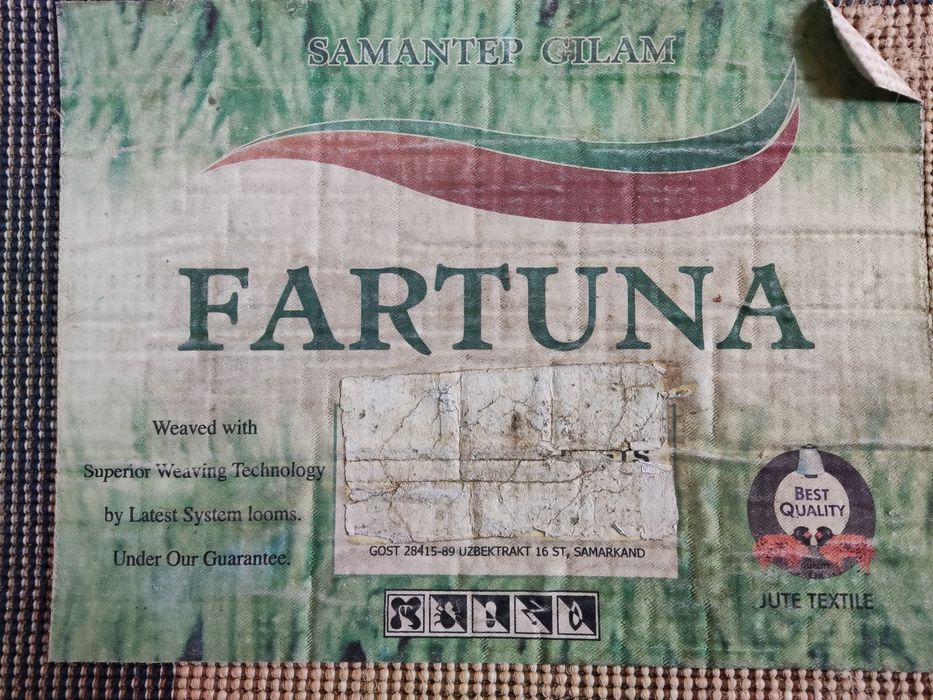 SAMANTEP GILAM
FARTUNA
Weaved with
Superior Weaving Technology
by Latest System looms.
Under Our Guarantee.
GOST 28415-89 UZBEKTRAKT 16 ST, SAMARKAND
BEST
QUALITY
QUALITY
JUTE TEXTILE